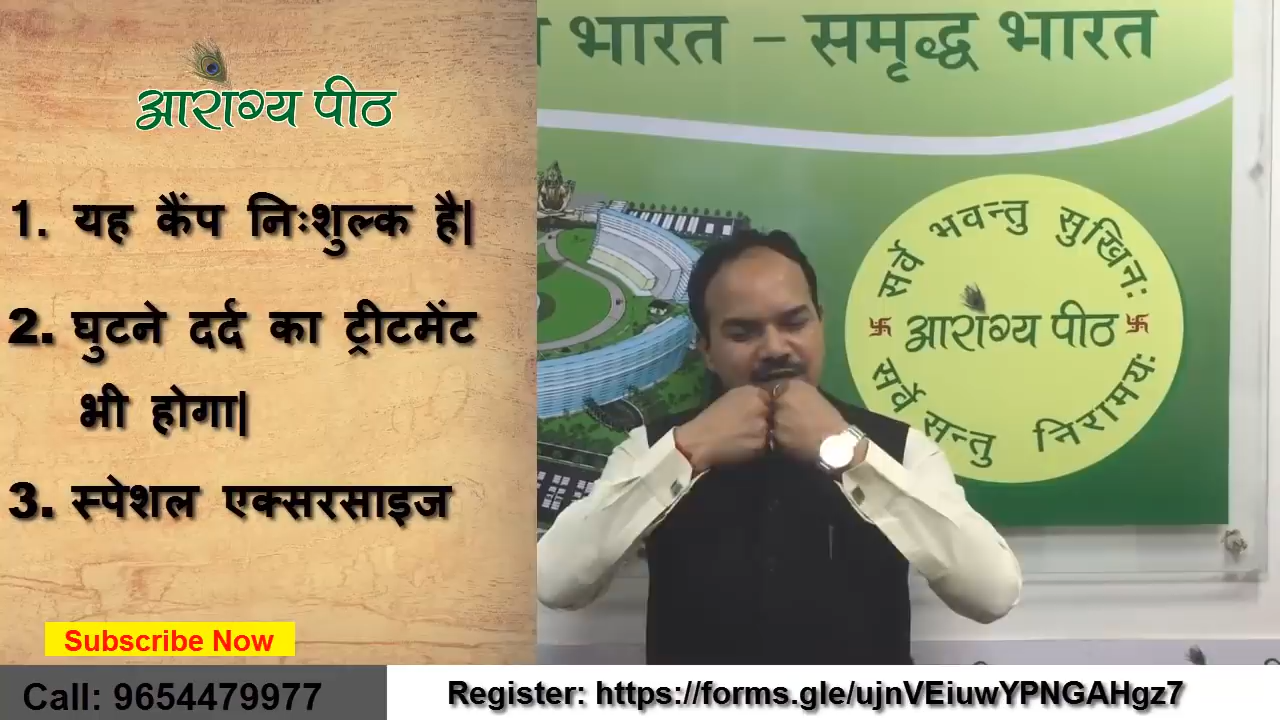 आरोग्य पीठ
1. यह कैंप निःशुल्क है|
2. घुटने दर्द का ट्रीटमेंट
भी होगा|
3. स्पेशल एक्सरसाइज
Subscribe Now
Call: 9654479977
Register: https://forms.gle/ujnVEiuwYPNGAHgz7
भारत - समृद्ध भारत
सर्वे भवन्तु सुखिनः
आरोग्य पीठ
सर्वे सन्तु निरामयः